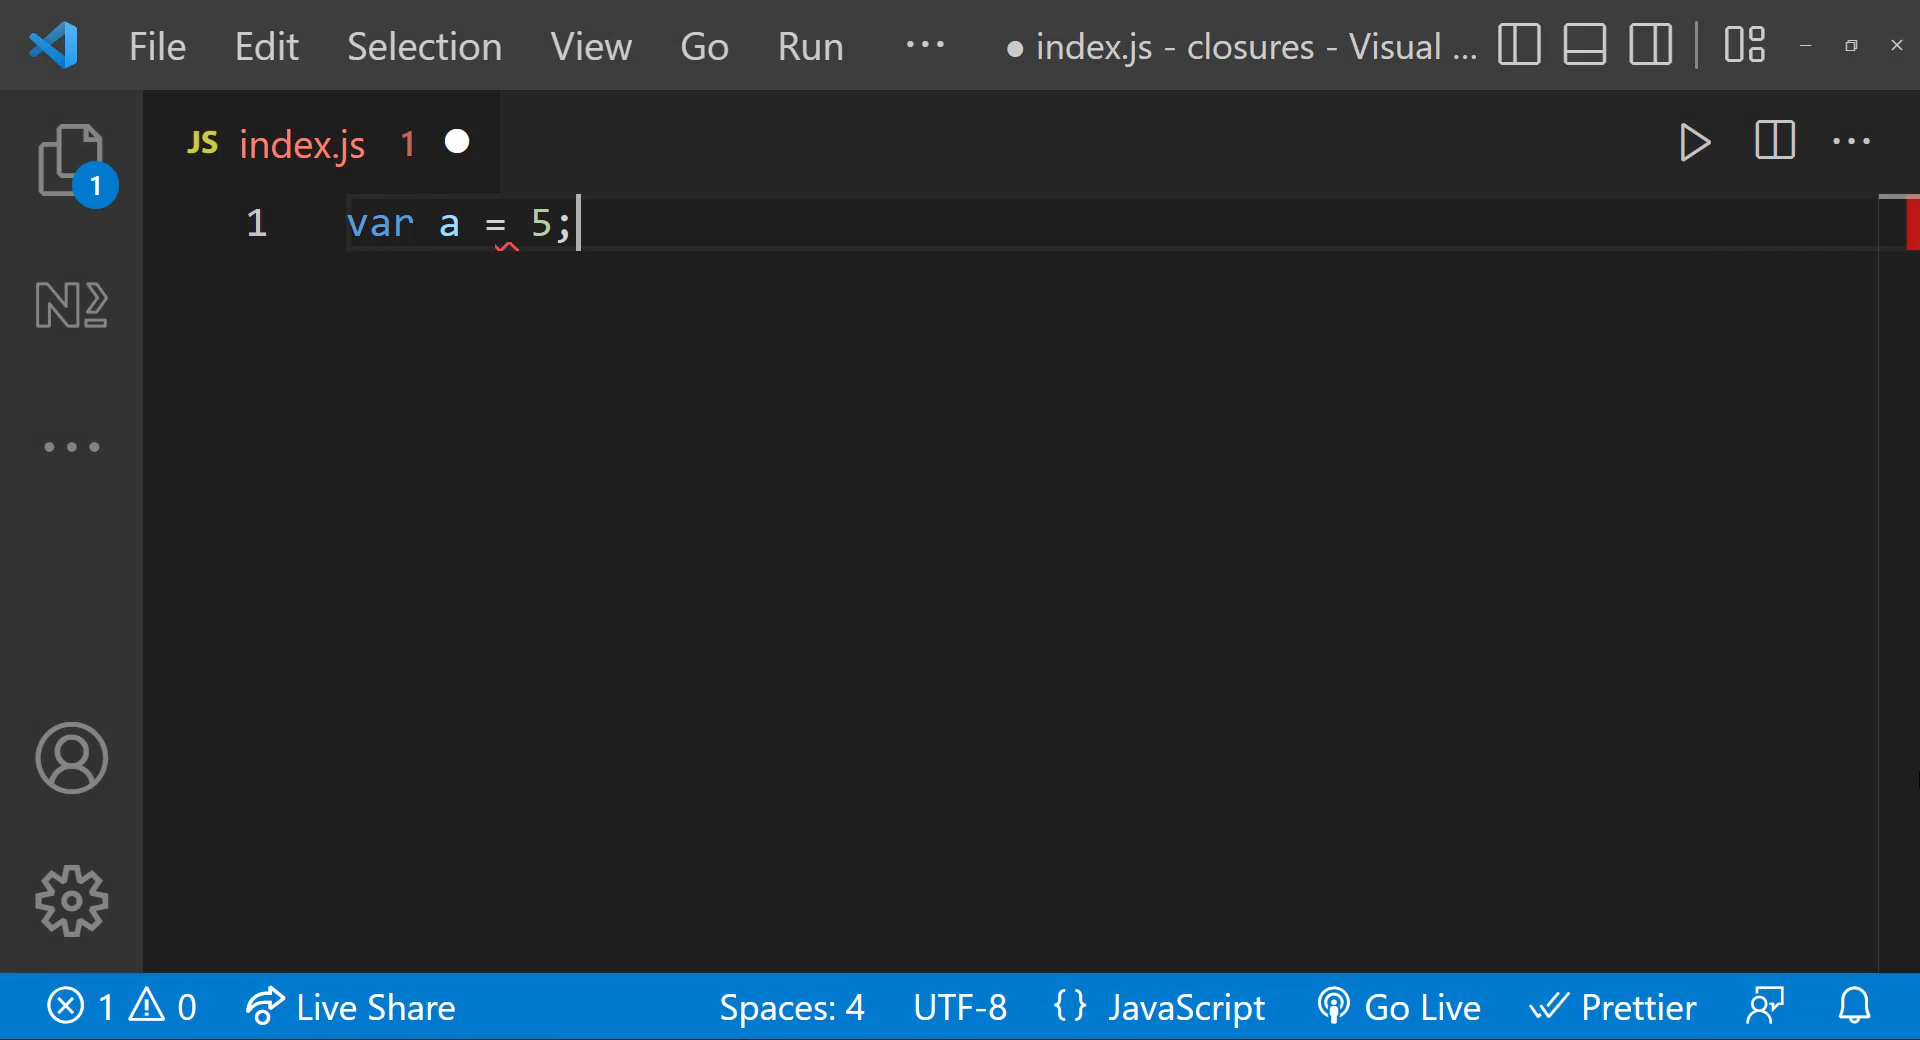 File Edit Selection View Go Run ··· ● index.js - closures - Visual ...
JS index.js 1 ●
1
1 var a = 5;
1 0 Live Share Spaces: 4 UTF-8 {} JavaScript Go Live Prettier